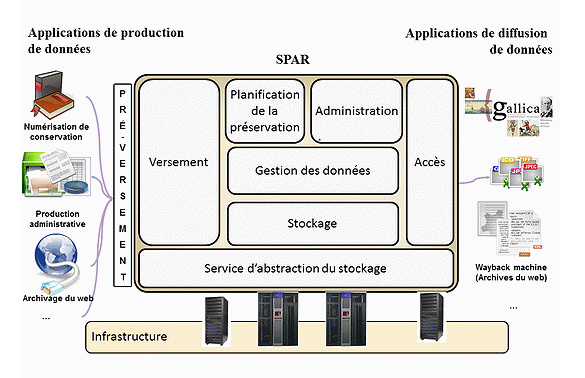 Applications de production
de données
Numérisation de
conservation
Production
administrative
Archivage du web
...
PRÉ-VERSEMENT
SPAR
Versement
Planification
de la
préservation
Administration
.
Gestion des données
Stockage
Accès
Service d'abstraction du stockage
Infrastructure
Applications de diffusion
de données
gallica
Wayback machine
(Archives du web)
...